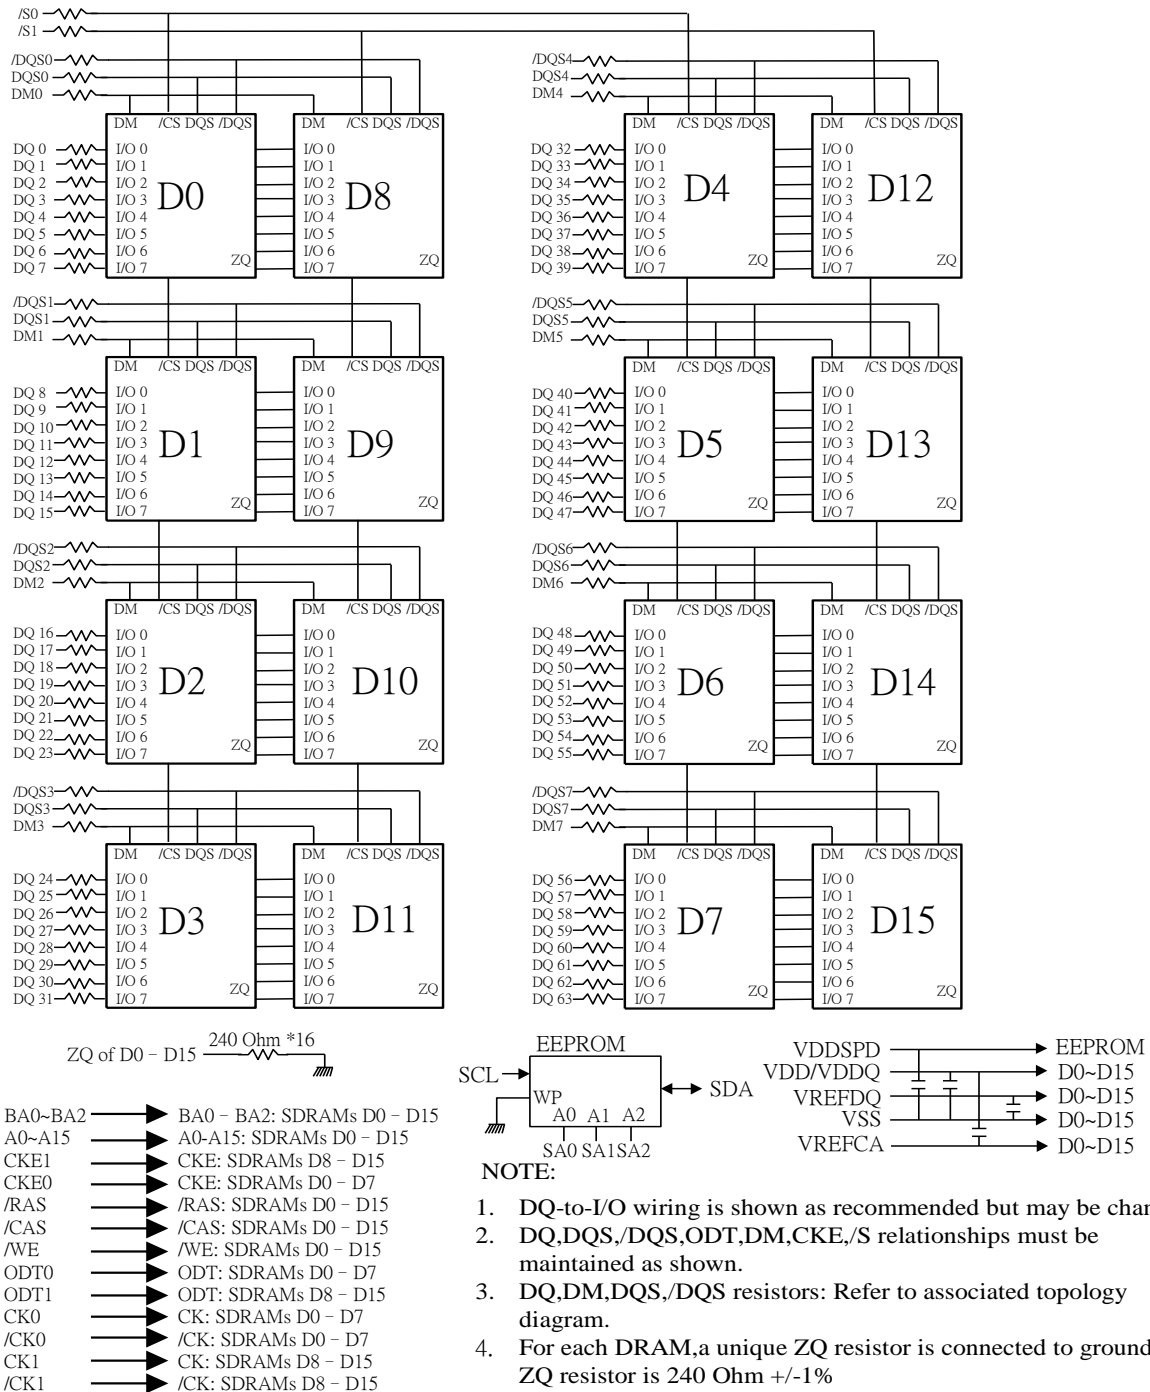 /S0
/S1
/DQS0
DQS0
DM0
DM /CS DQS /DQS
DM /CS DQS /DQS
DQ 0 I/O 0 I/O 0
DQ 1 I/O 1 I/O 1
DQ 2 I/O 2 I/O 2
DQ 3 I/O 3 I/O 3
DQ 4 I/O 4 I/O 4
DQ 5 I/O 5 I/O 5
DQ 6 I/O 6 I/O 6
DQ 7 I/O 7 I/O 7
D0 D8
ZQ ZQ
/DQS4
DQS4
DM4
DM /CS DQS /DQS
DM /CS DQS /DQS
DQ 32 I/O 0 I/O 0
DQ 33 I/O 1 I/O 1
DQ 34 I/O 2 I/O 2
DQ 35 I/O 3 I/O 3
DQ 36 I/O 4 I/O 4
DQ 37 I/O 5 I/O 5
DQ 38 I/O 6 I/O 6
DQ 39 I/O 7 I/O 7
D4 D12
ZQ ZQ
/DQS1
DQS1
DM1
DM /CS DQS /DQS
DM /CS DQS /DQS
DQ 8 I/O 0 I/O 0
DQ 9 I/O 1 I/O 1
DQ 10 I/O 2 I/O 2
DQ 11 I/O 3 I/O 3
DQ 12 I/O 4 I/O 4
DQ 13 I/O 5 I/O 5
DQ 14 I/O 6 I/O 6
DQ 15 I/O 7 I/O 7
D1 D9
ZQ ZQ
/DQS5
DQS5
DM5
DM /CS DQS /DQS
DM /CS DQS /DQS
DQ 40 I/O 0 I/O 0
DQ 41 I/O 1 I/O 1
DQ 42 I/O 2 I/O 2
DQ 43 I/O 3 I/O 3
DQ 44 I/O 4 I/O 4
DQ 45 I/O 5 I/O 5
DQ 46 I/O 6 I/O 6
DQ 47 I/O 7 I/O 7
D5 D13
ZQ ZQ
/DQS2
DQS2
DM2
DM /CS DQS /DQS
DM /CS DQS /DQS
DQ 16 I/O 0 I/O 0
DQ 17 I/O 1 I/O 1
DQ 18 I/O 2 I/O 2
DQ 19 I/O 3 I/O 3
DQ 20 I/O 4 I/O 4
DQ 21 I/O 5 I/O 5
DQ 22 I/O 6 I/O 6
DQ 23 I/O 7 I/O 7
D2 D10
ZQ ZQ
/DQS6
DQS6
DM6
DM /CS DQS /DQS
DM /CS DQS /DQS
DQ 48 I/O 0 I/O 0
DQ 49 I/O 1 I/O 1
DQ 50 I/O 2 I/O 2
DQ 51 I/O 3 I/O 3
DQ 52 I/O 4 I/O 4
DQ 53 I/O 5 I/O 5
DQ 54 I/O 6 I/O 6
DQ 55 I/O 7 I/O 7
D6 D14
ZQ ZQ
/DQS3
DQS3
DM3
DM /CS DQS /DQS
DM /CS DQS /DQS
DQ 24 I/O 0 I/O 0
DQ 25 I/O 1 I/O 1
DQ 26 I/O 2 I/O 2
DQ 27 I/O 3 I/O 3
DQ 28 I/O 4 I/O 4
DQ 29 I/O 5 I/O 5
DQ 30 I/O 6 I/O 6
DQ 31 I/O 7 I/O 7
D3 D11
ZQ ZQ
/DQS7
DQS7
DM7
DM /CS DQS /DQS
DM /CS DQS /DQS
DQ 56 I/O 0 I/O 0
DQ 57 I/O 1 I/O 1
DQ 58 I/O 2 I/O 2
DQ 59 I/O 3 I/O 3
DQ 60 I/O 4 I/O 4
DQ 61 I/O 5 I/O 5
DQ 62 I/O 6 I/O 6
DQ 63 I/O 7 I/O 7
D7 D15
ZQ ZQ
ZQ of D0 – D15 240 Ohm *16
BA0~BA2 BA0 – BA2: SDRAMs D0 – D15
A0~A15 A0-A15: SDRAMs D0 – D15
CKE1 CKE: SDRAMs D8 – D15
CKE0 CKE: SDRAMs D0 – D7
/RAS /RAS: SDRAMs D0 – D15
/CAS /CAS: SDRAMs D0 – D15
/WE /WE: SDRAMs D0 – D15
ODT0 ODT: SDRAMs D0 – D7
ODT1 ODT: SDRAMs D8 – D15
CK0 CK: SDRAMs D0 – D7
/CK0 /CK: SDRAMs D0 – D7
CK1 CK: SDRAMs D8 – D15
/CK1 /CK: SDRAMs D8 – D15
EEPROM
SCL SDA
WP
A0 A1 A2
SA0 SA1 SA2
VDDSPD EEPROM
VDD/VDDQ D0~D15
VREFDQ D0~D15
VSS D0~D15
VREFCA D0~D15
NOTE:
1. DQ-to-I/O wiring is shown as recommended but may be
2. DQ,DQS,/DQS,ODT,DM,CKE,/S relationships must be
maintained as shown.
3. DQ,DM,DQS,/DQS resistors: Refer to associated topology
diagram.
4. For each DRAM,a unique ZQ resistor is connected to ground
ZQ resistor is 240 Ohm +/-1%